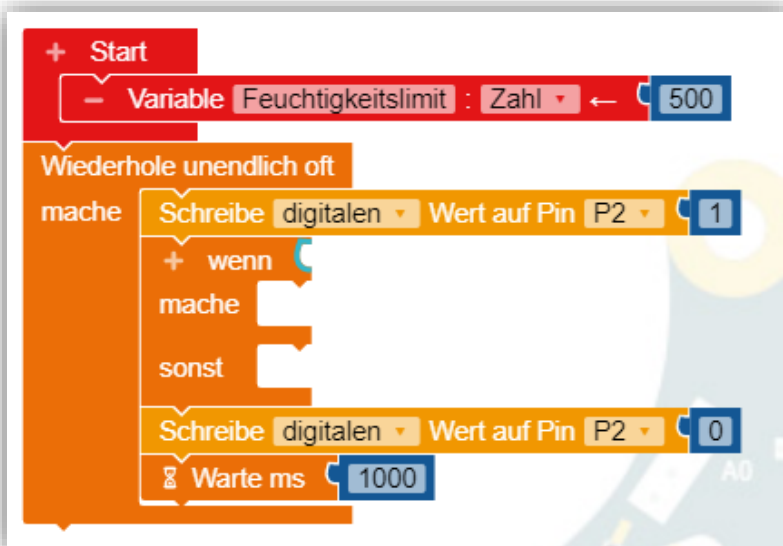 + Start
− Variable Feuchtigkeitslimit : Zahl ← 500
Wiederhole unendlich oft
mache Schreibe digitalen Wert auf Pin P2 1
+ wenn
mache
sonst
Schreibe digitalen Wert auf Pin P2 0
Warte ms 1000
A0